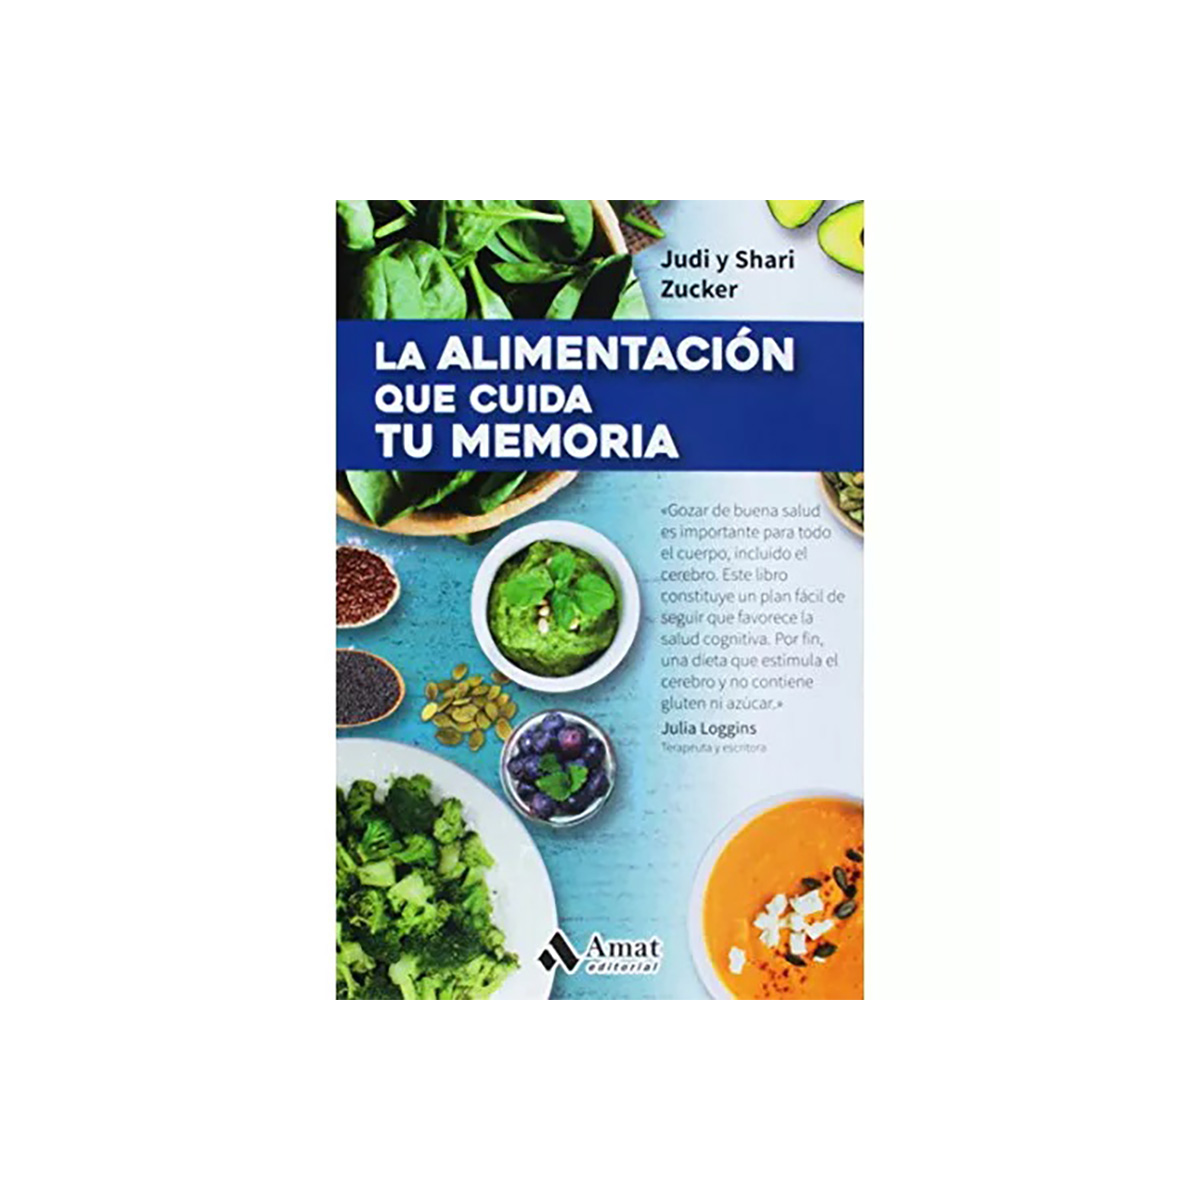 Judi y Shari
Zucker
LA ALIMENTACIÓN
QUE CUIDA
TU MEMORIA
«Gozar de buena salud
es importante para todo
el cuerpo, incluido el
cerebro. Este libro
constituye un plan fácil de
seguir que favorece la
salud cognitiva. Por fin,
una dieta que estimula el
cerebro y no contiene
gluten ni azúcar.»
Julia Loggins
Terapeuta y escritora
Amat
editorial